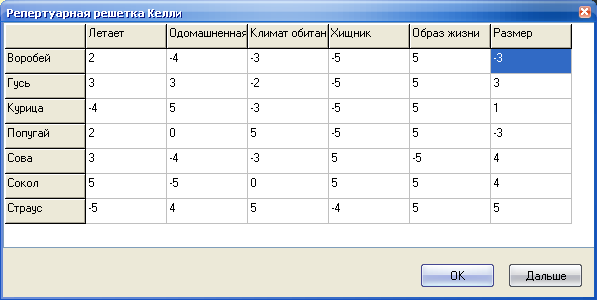 Репертуарная решетка Келли
Летает Одомашненная Климат обитан Хищник Образ жизни Размер
Воробей 2 -4 -3 -5 5 -3
Гусь 3 3 -2 -5 5 3
Курица -4 5 -3 -5 5 1
Попугай 2 0 5 -5 5 -3
Сова 3 -4 -3 5 -5 4
Сокол 5 -5 0 5 5 4
Страус -5 4 5 -4 5 5
OK Дальше